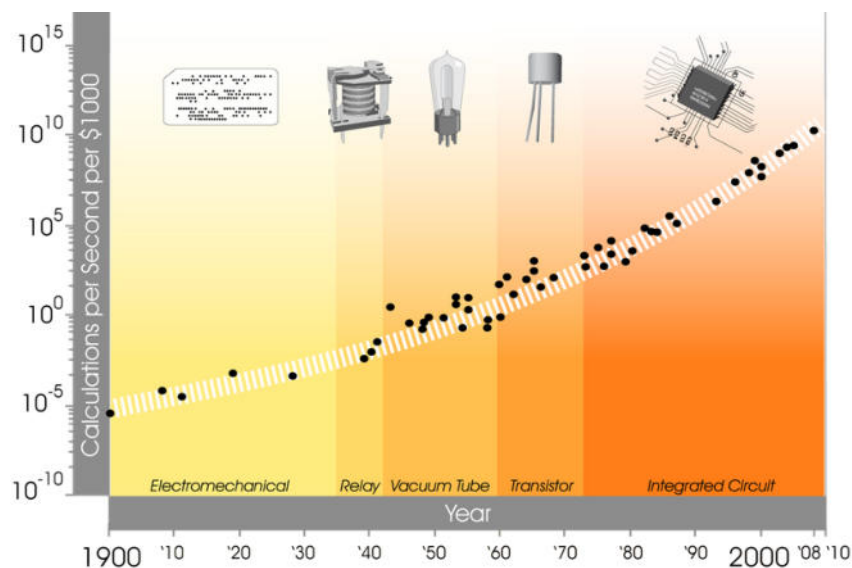 10^15
10^10
10^5
10^0
10^-5
10^-10
Calculations per Second per $1000
Electromechanical
Relay
Vacuum Tube
Transistor
Integrated Circuit
Year
1900 '10 '20 '30 '40 '50 '60 '70 '80 '90 2000 '08 '10